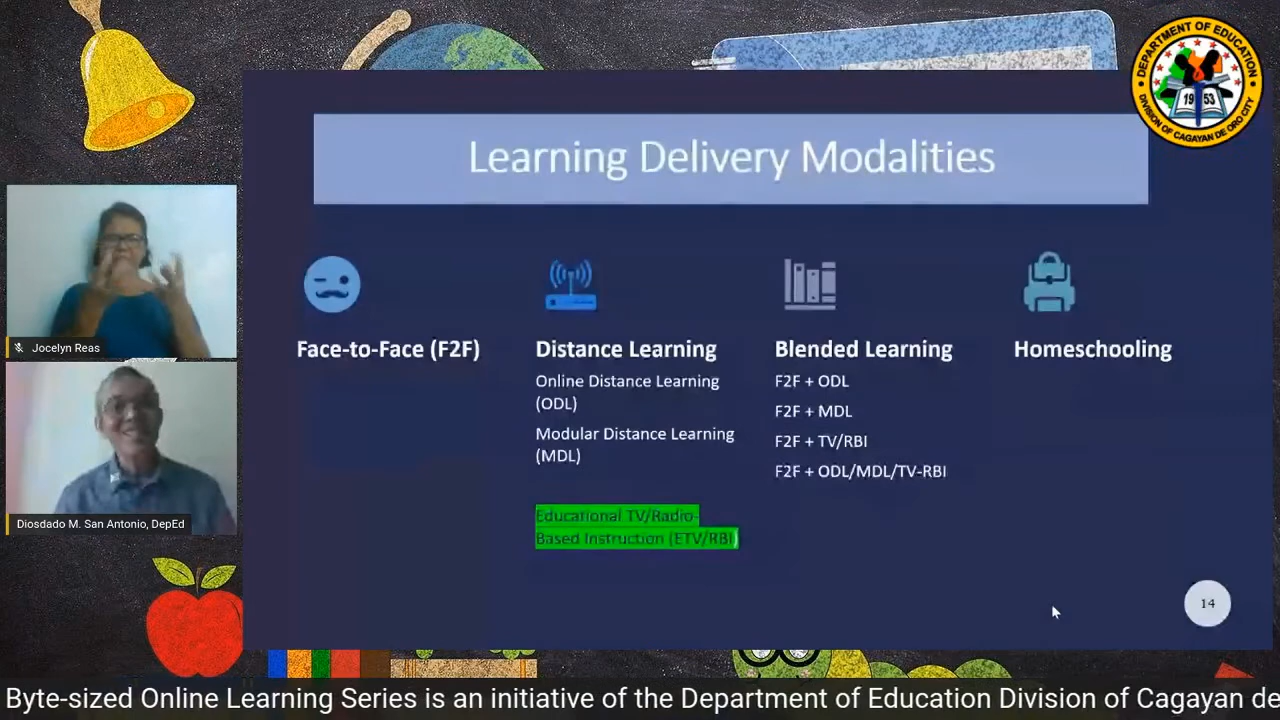 DEPARTMENT OF EDUCATION
19 53
DIVISION OF CAGAYAN DE ORO CITY
Learning Delivery Modalities
Face-to-Face (F2F)
Distance Learning
Online Distance Learning
(ODL)
Modular Distance Learning
(MDL)
Educational TV/Radio-
Based Instruction (ETV/RBI)
Blended Learning
F2F + ODL
F2F + MDL
F2F + TV/RBI
F2F + ODL/MDL/TV-RBI
Homeschooling
14
Jocelyn Reas
Diosdado M. San Antonio, DepEd
Byte-sized Online Learning Series is an initiative of the Department of Education Division of Cagayan de